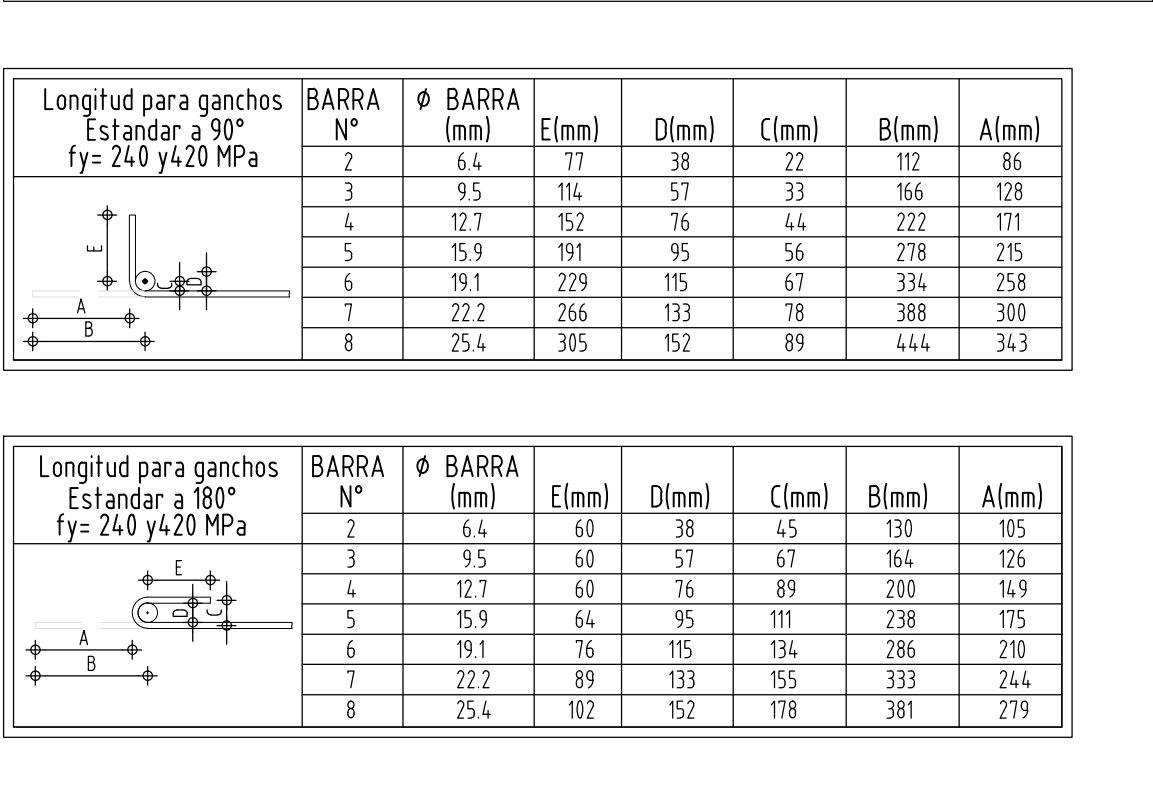 Longitud para ganchos
Estandar a 90°
fy= 240 y420 MPa
BARRA N° Ø BARRA (mm) E(mm) D(mm) C(mm) B(mm) A(mm)
2 6.4 77 38 22 112 86
3 9.5 114 57 33 166 128
4 12.7 152 76 44 222 171
5 15.9 191 95 56 278 215
6 19.1 229 115 67 334 258
7 22.2 266 133 78 388 300
8 25.4 305 152 89 444 343
E
C D
A
B
Longitud para ganchos
Estandar a 180°
fy= 240 y420 MPa
BARRA N° Ø BARRA (mm) E(mm) D(mm) C(mm) B(mm) A(mm)
2 6.4 60 38 45 130 105
3 9.5 60 57 67 164 126
4 12.7 60 76 89 200 149
5 15.9 64 95 111 238 175
6 19.1 76 115 134 286 210
7 22.2 89 133 155 333 244
8 25.4 102 152 178 381 279
E
D C
A
B